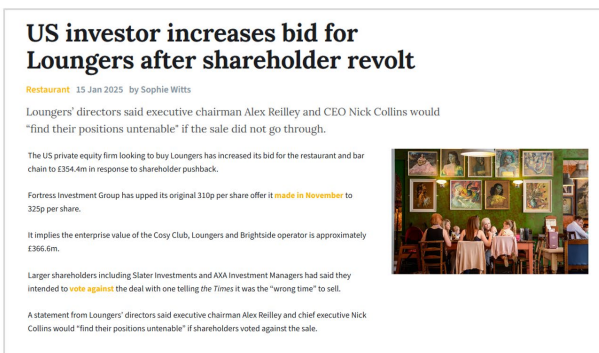 US investor increases bid for
Loungers after shareholder revolt
Restaurant 15 Jan 2025 by Sophie Witts
Loungers' directors said executive chairman Alex Reilley and CEO Nick Collins would
"find their positions untenable" if the sale did not go through.
The US private equity firm looking to buy Loungers has increased its bid for the restaurant and bar
chain to £354.4m in response to shareholder pushback.
Fortress Investment Group has upped its original 310p per share offer it made in November to
325p per share.
It implies the enterprise value of the Cosy Club, Loungers and Brightside operator is approximately
£366.6m.
Larger shareholders including Slater Investments and AXA Investment Managers had said they
intended to vote against the deal with one telling the Times it was the "wrong time" to sell.
A statement from Loungers' directors said executive chairman Alex Reilley and chief executive Nick
Collins would "find their positions untenable" if shareholders voted against the sale.